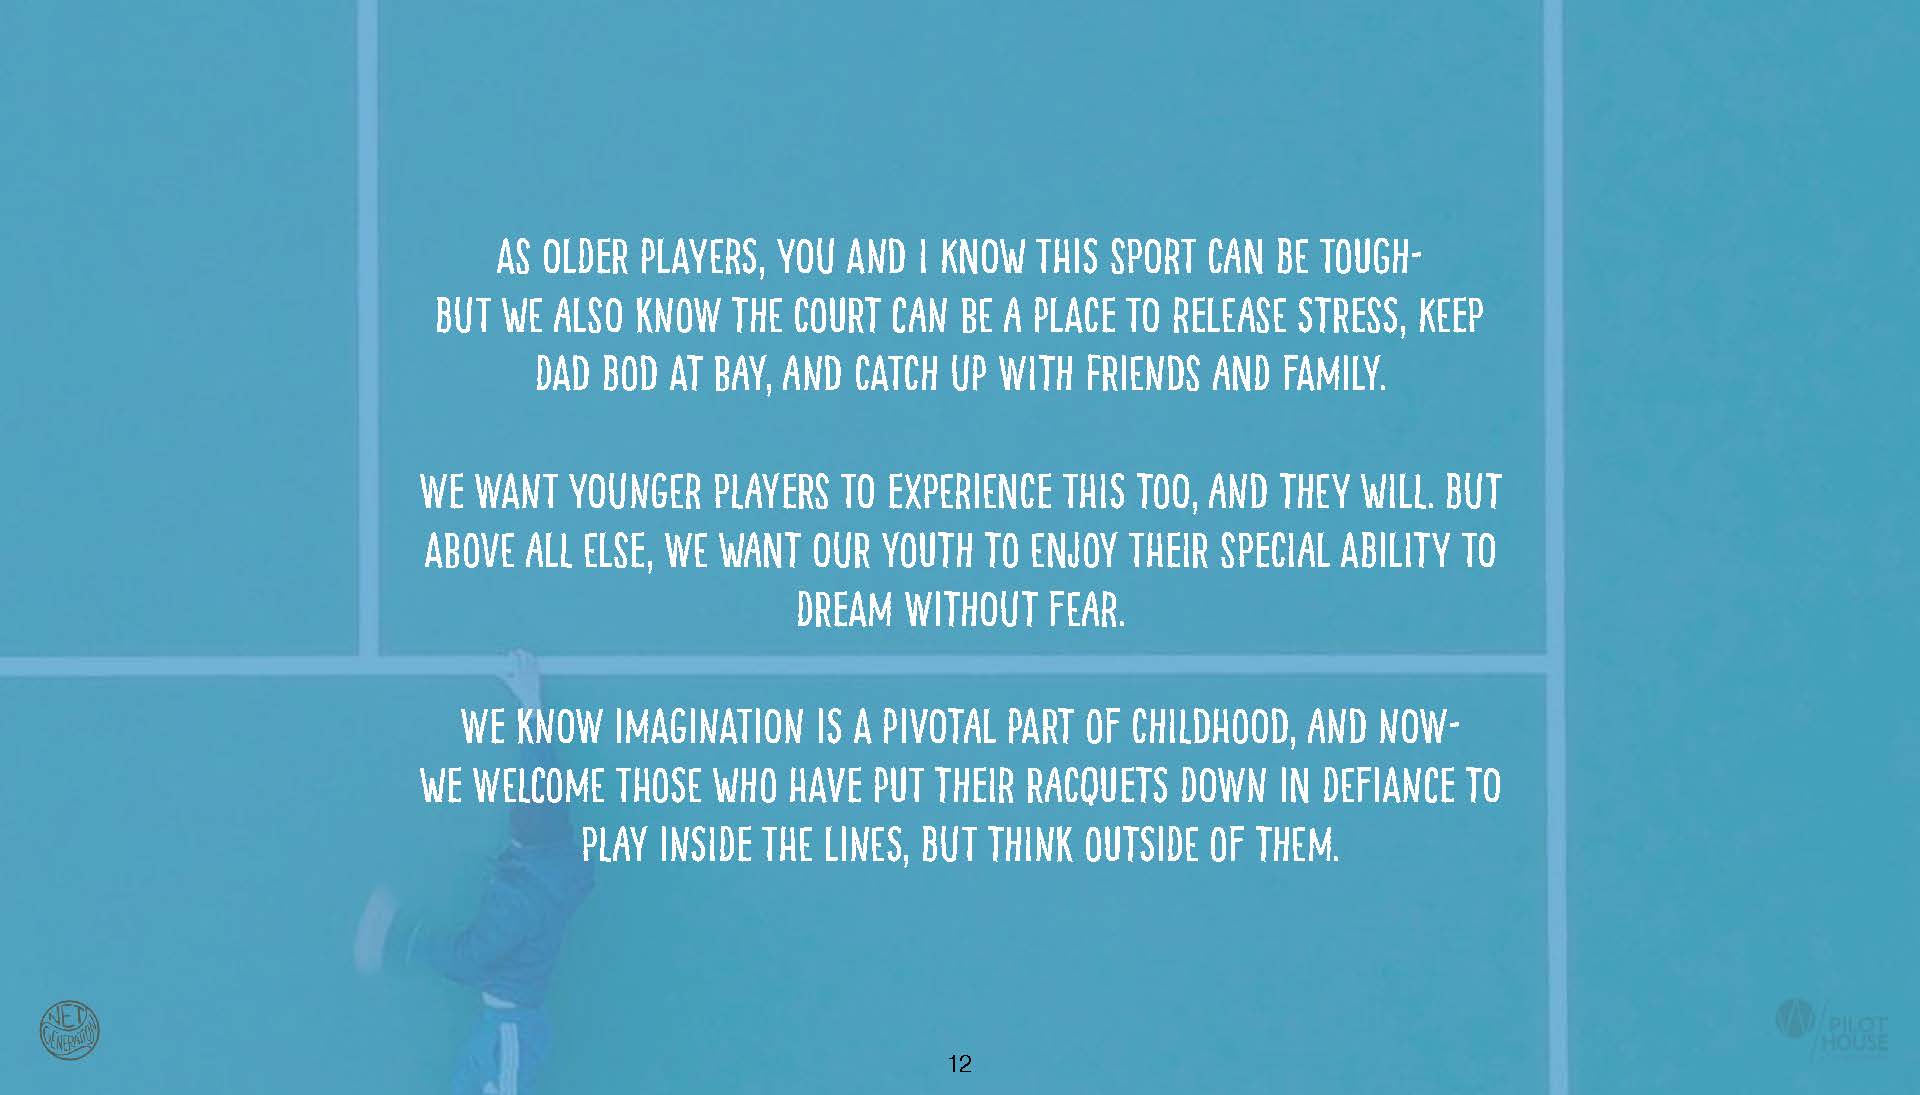 AS OLDER PLAYERS, YOU AND I KNOW THIS SPORT CAN BE TOUGH-
BUT WE ALSO KNOW THE COURT CAN BE A PLACE TO RELEASE STRESS, KEEP
DAD BOD AT BAY, AND CATCH UP WITH FRIENDS AND FAMILY.
WE WANT YOUNGER PLAYERS TO EXPERIENCE THIS TOO, AND THEY WILL. BUT
ABOVE ALL ELSE, WE WANT OUR YOUTH TO ENJOY THEIR SPECIAL ABILITY TO
DREAM WITHOUT FEAR.
WE KNOW IMAGINATION IS A PIVOTAL PART OF CHILDHOOD, AND NOW-
WE WELCOME THOSE WHO HAVE PUT THEIR RACQUETS DOWN IN DEFIANCE TO
PLAY INSIDE THE LINES, BUT THINK OUTSIDE OF THEM.
NET
GENERATION
12
PILOT
HOUSE